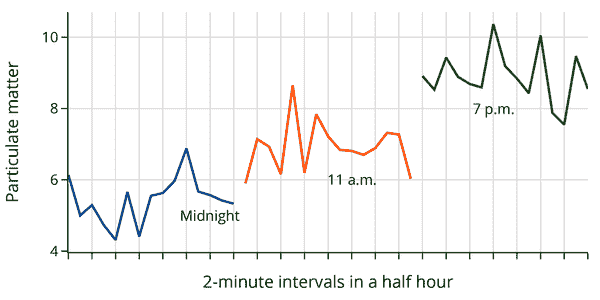 Particulate matter
10
8
6
4
Midnight
11 a.m.
7 p.m.
2-minute intervals in a half hour